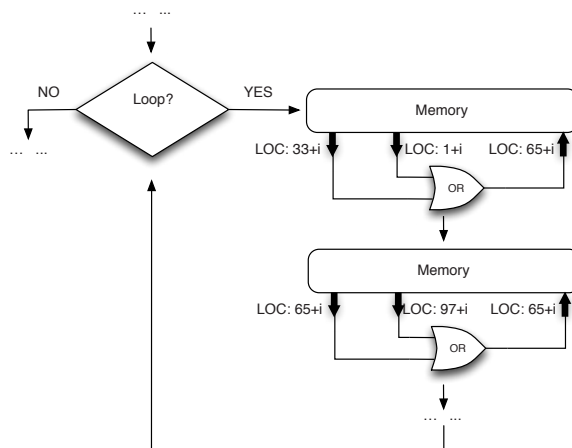 ... ...
NO
Loop?
YES
... ...
Memory
LOC: 33+i
LOC: 1+i
LOC: 65+i
OR
Memory
LOC: 65+i
LOC: 97+i
LOC: 65+i
OR
... ...